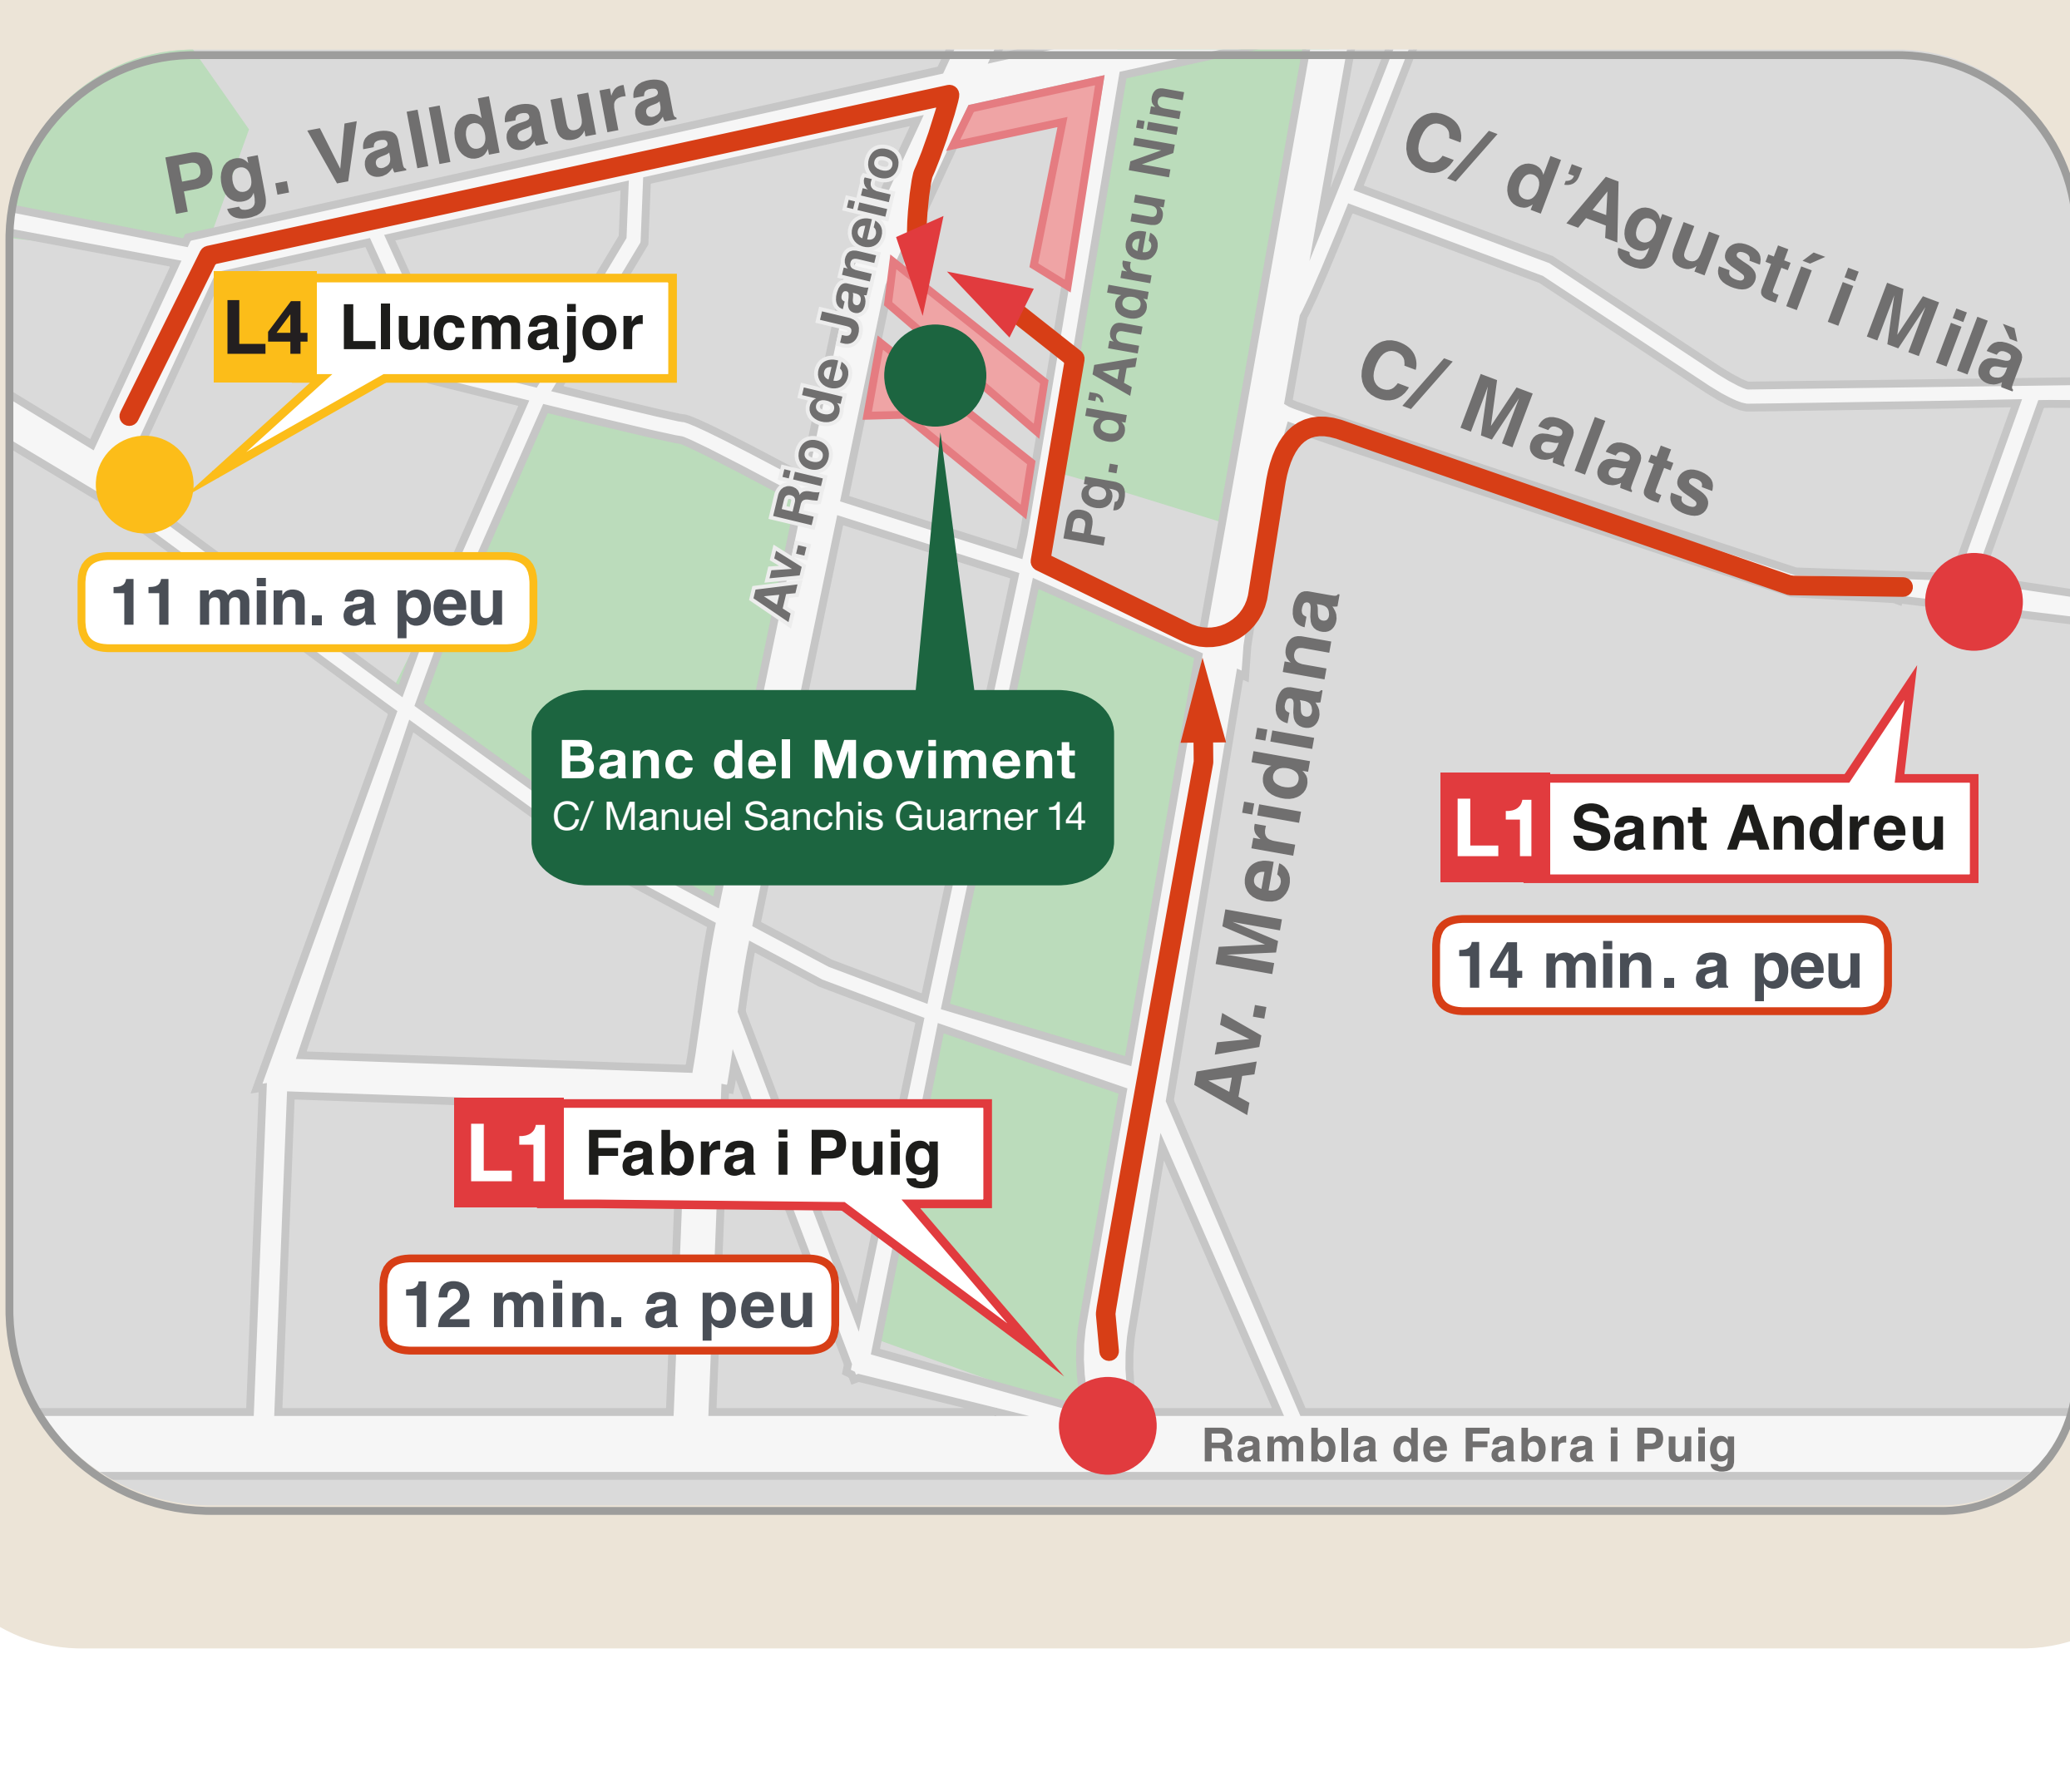 Pg. Valldaura
Av. Rio de Janeiro
Pg. d’Andreu Nin
C/ d’Agustí i Milà
C/ Malats
L4 Llucmajor
11 min. a peu
Banc del Moviment
C/ Manuel Sanchis Guarner 14
Av. Meridiana
L1 Sant Andreu
14 min. a peu
L1 Fabra i Puig
12 min. a peu
Rambla de Fabra i Puig